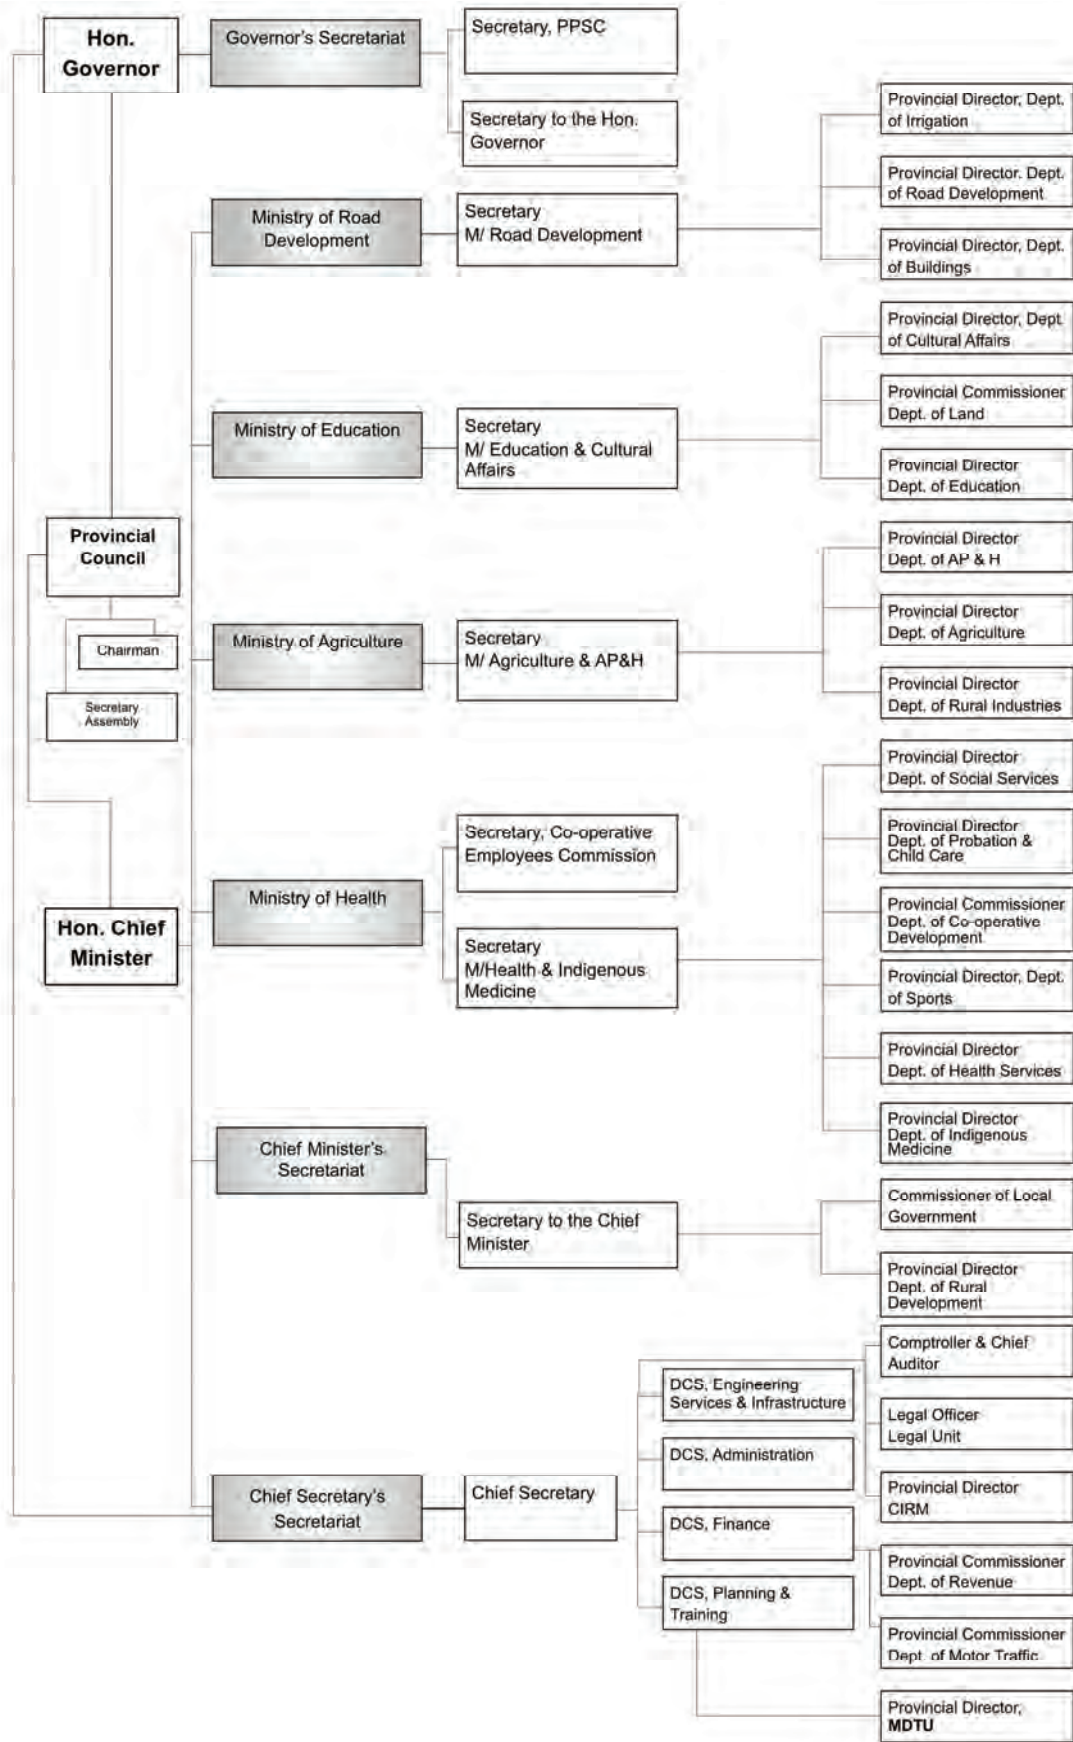 Hon.
Governor
Governor's Secretariat
Secretary, PPSC
Secretary to the Hon.
Governor
Provincial Director, Dept.
of Irrigation
Provincial Director. Dept.
of Road Development
Provincial Director, Dept.
of Buildings
Ministry of Road
Development
Secretary
M/ Road Development
Provincial Director, Dept.
of Cultural Affairs
Provincial Commissioner
Dept. of Land
Provincial Director
Dept. of Education
Ministry of Education
Secretary
M/ Education & Cultural
Affairs
Provincial
Council
Chairman
Secretary
Assembly
Provincial Director
Dept. of AP & H
Provincial Director
Dept. of Agriculture
Provincial Director
Dept. of Rural Industries
Ministry of Agriculture
Secretary
M/ Agriculture & AP&H
Provincial Director
Dept. of Social Services
Provincial Director
Dept. of Probation &
Child Care
Provincial Commissioner
Dept. of Co-operative
Development
Provincial Director, Dept.
of Sports
Provincial Director
Dept. of Health Services
Provincial Director
Dept. of Indigenous
Medicine
Secretary, Co-operative
Employees Commission
Ministry of Health
Secretary
M/Health & Indigenous
Medicine
Hon. Chief
Minister
Chief Minister's
Secretariat
Secretary to the Chief
Minister
Commissioner of Local
Government
Provincial Director
Dept. of Rural
Development
Comptroller & Chief
Auditor
Legal Officer
Legal Unit
Provincial Director
CIRM
DCS, Engineering
Services & Infrastructure
DCS, Administration
DCS, Finance
DCS, Planning &
Training
Chief Secretary's
Secretariat
Chief Secretary
Provincial Commissioner
Dept. of Revenue
Provincial Commissioner
Dept. of Motor Traffic
Provincial Director,
MDTU